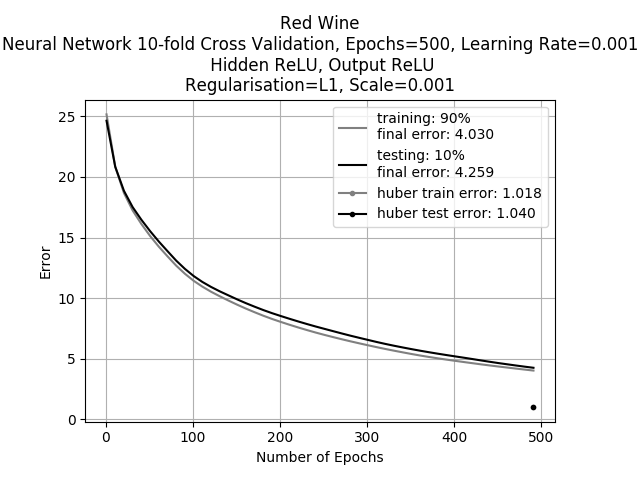 Red Wine
Neural Network 10-fold Cross Validation, Epochs=500, Learning Rate=0.001
Hidden ReLU, Output ReLU
Regularisation=L1, Scale=0.001
training: 90%
final error: 4.030
testing: 10%
final error: 4.259
huber train error: 1.018
huber test error: 1.040
25
20
15
10
5
0
Error
0 100 200 300 400 500
Number of Epochs